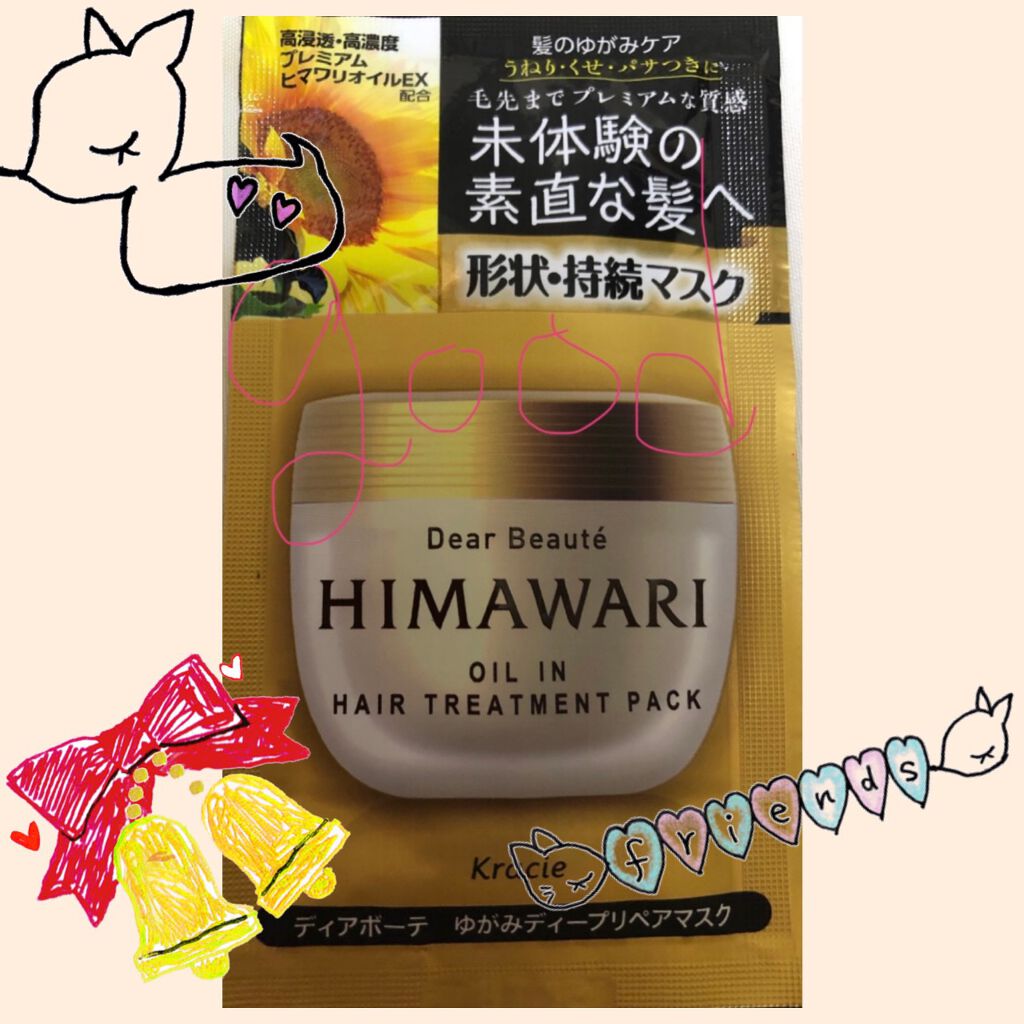 高浸透・高濃度
プレミアム
ヒマワリオイルEX
配合
髪のゆがみケア
うねり・くせ・パサつきに
毛先までプレミアムな質感
未体験の
素直な髪へ
形状・持続マスク
good
Dear Beauté
HIMAWARI
OIL IN
HAIR TREATMENT PACK
friends
Kracie
ディアボーテ ゆがみディープリペアマスク